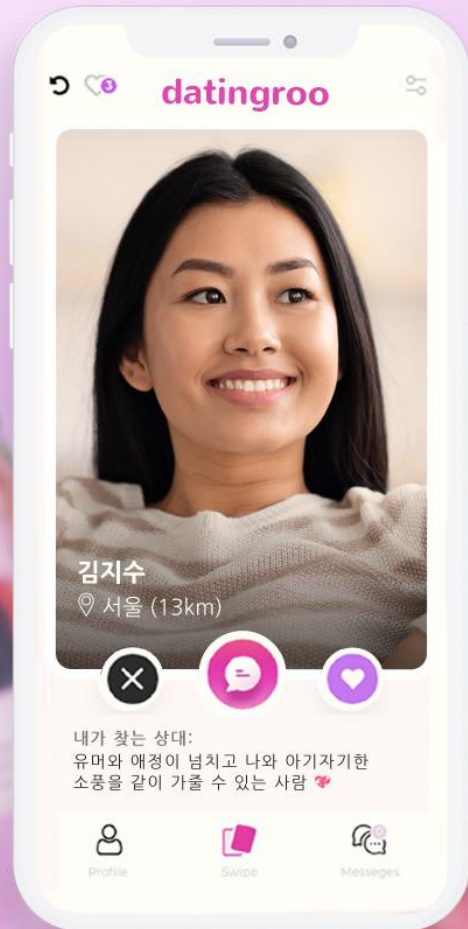 3
datingroo
김지수
서울 (13km)
내가 찾는 상대:
유머와 애정이 넘치고 나와 아기자기한
소풍을 같이 가줄 수 있는 사람 💖
Profile
Swipe
Messeges